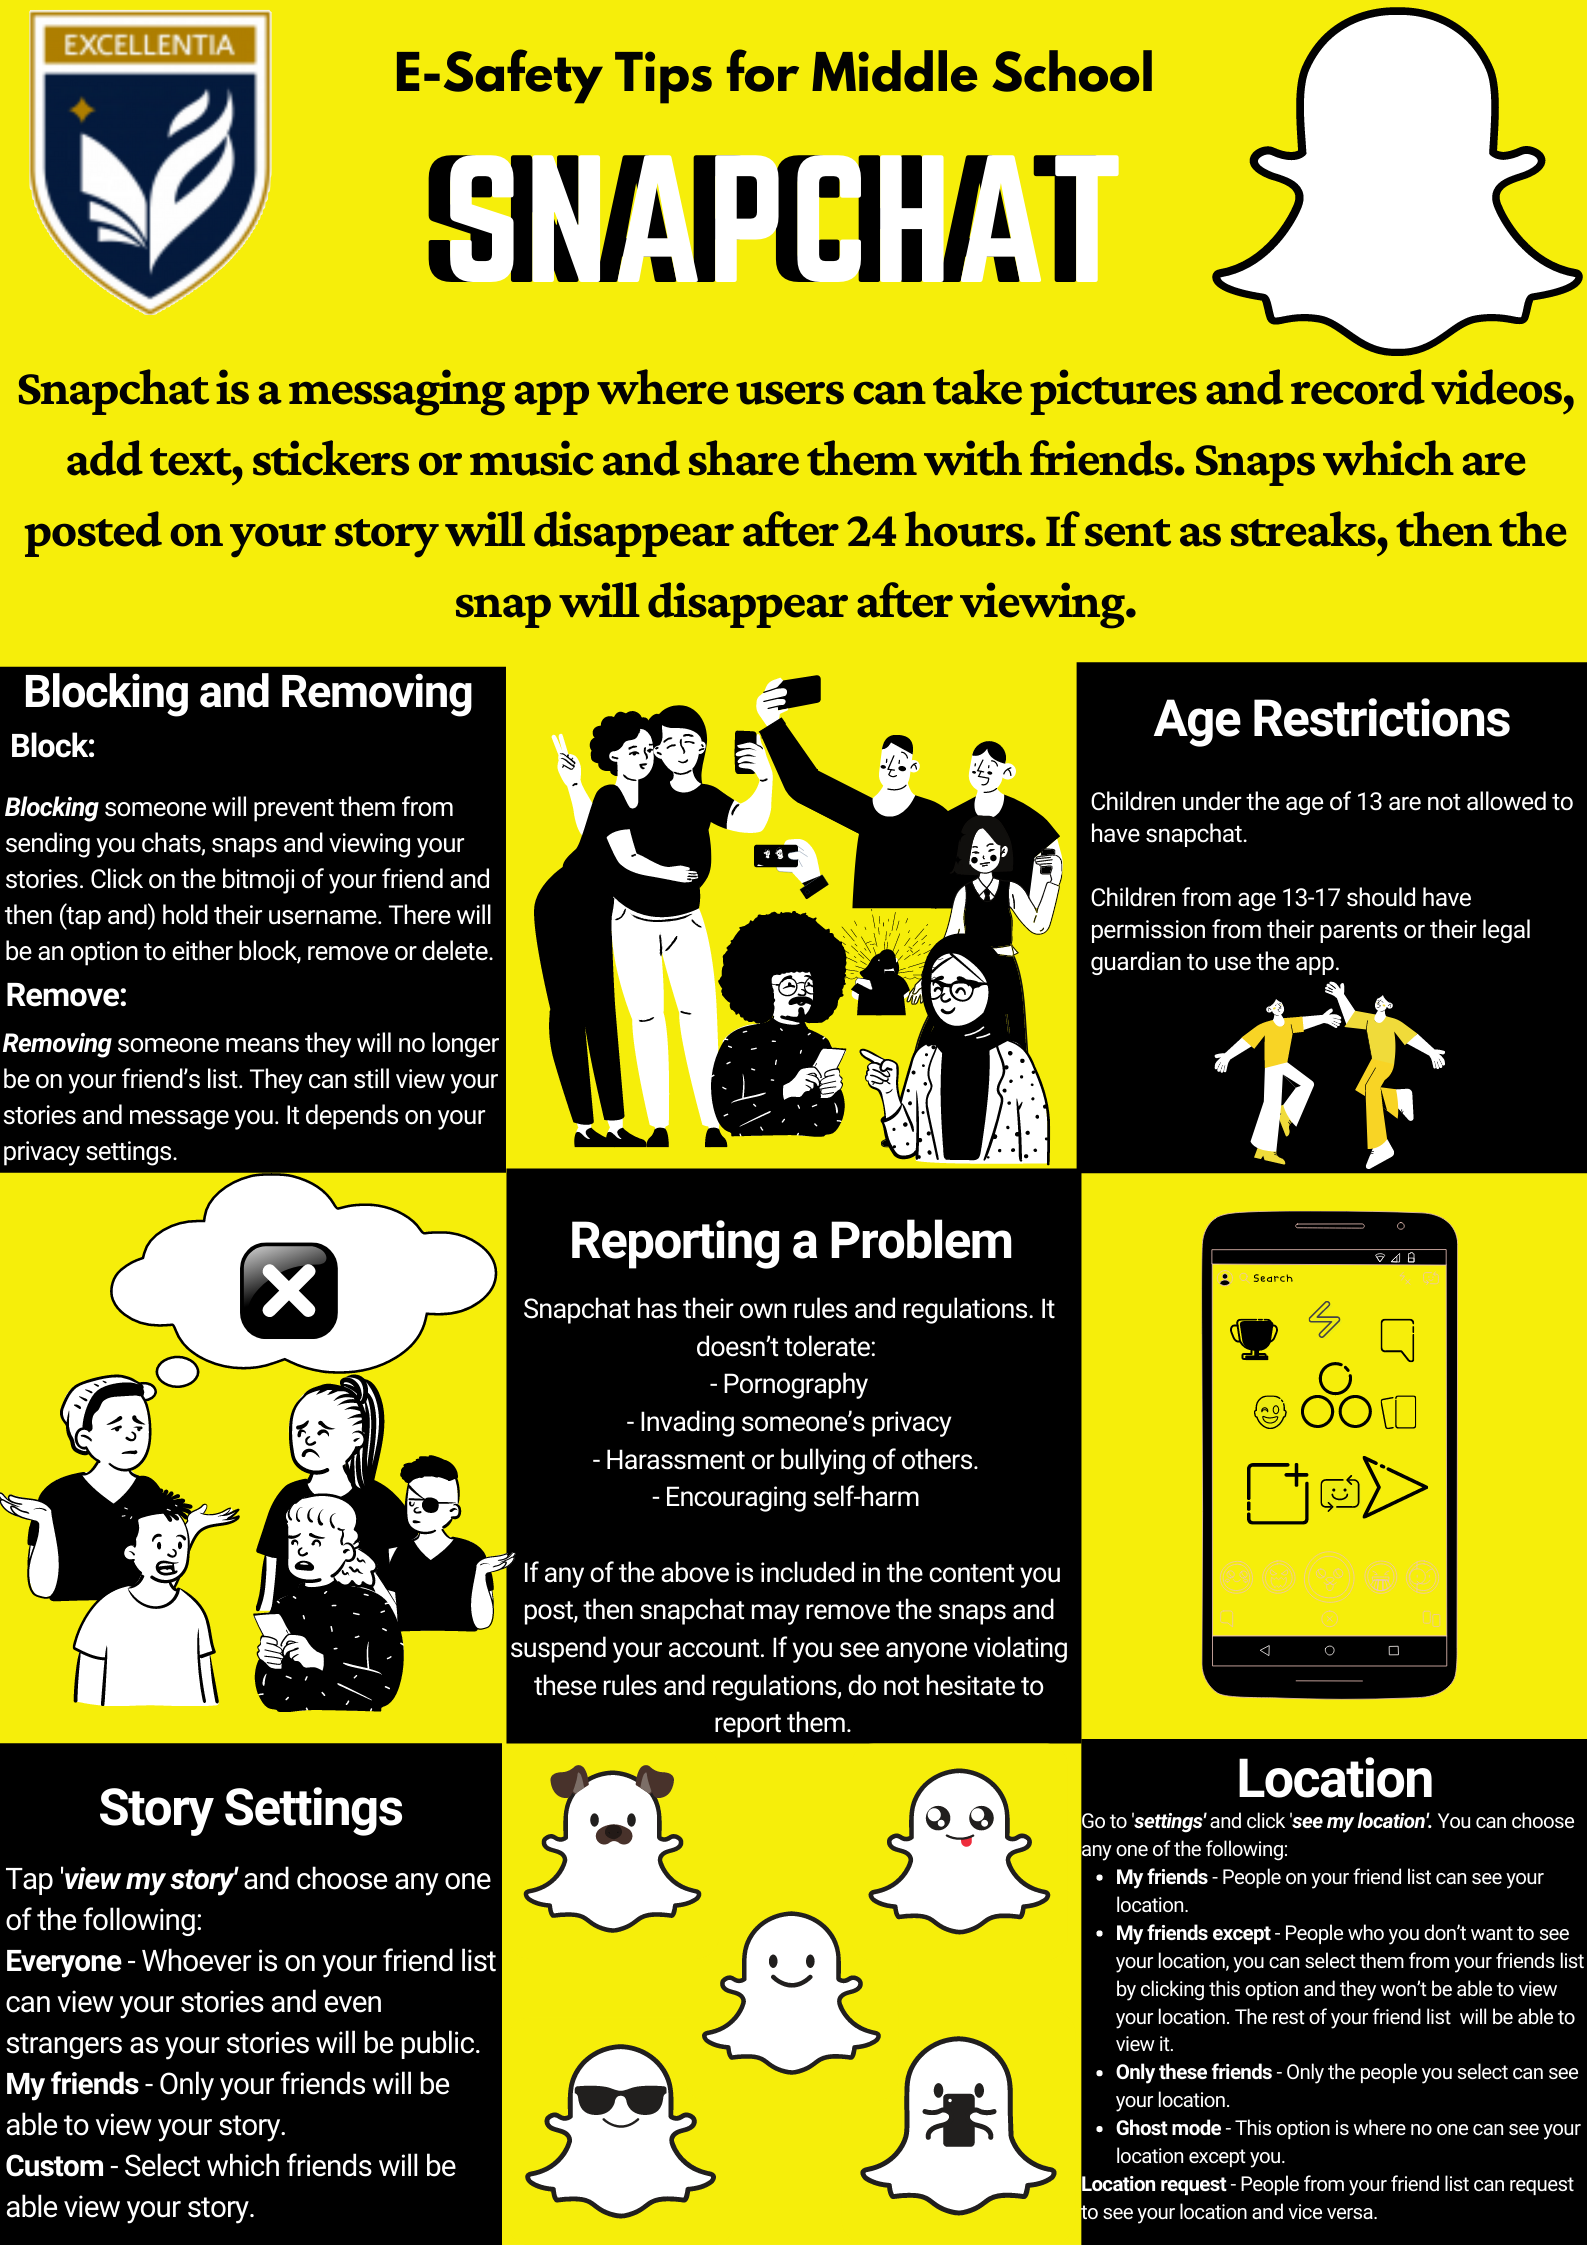 EXCELLENTIA
E-Safety Tips for Middle School
SNAPCHAT
Snapchat is a messaging app where users can take pictures and record videos,
add text, stickers or music and share them with friends. Snaps which are
posted on your story will disappear after 24 hours. If sent as streaks, then the
snap will disappear after viewing.
Blocking and Removing
Block:
Blocking someone will prevent them from
sending you chats, snaps and viewing your
stories. Click on the bitmoji of your friend and
then (tap and) hold their username. There will
be an option to either block, remove or delete.
Remove:
Removing someone means they will no longer
be on your friend’s list. They can still view your
stories and message you. It depends on your
privacy settings.
Age Restrictions
Children under the age of 13 are not allowed to
have snapchat.
Children from age 13-17 should have
permission from their parents or their legal
guardian to use the app.
Reporting a Problem
Snapchat has their own rules and regulations. It
doesn’t tolerate:
- Pornography
- Invading someone’s privacy
- Harassment or bullying of others.
- Encouraging self-harm
If any of the above is included in the content you
post, then snapchat may remove the snaps and
suspend your account. If you see anyone violating
these rules and regulations, do not hesitate to
report them.
Search
Story Settings
Tap 'view my story' and choose any one
of the following:
Everyone - Whoever is on your friend list
can view your stories and even
strangers as your stories will be public.
My friends - Only your friends will be
able to view your story.
Custom - Select which friends will be
able view your story.
Location
Go to 'settings' and click 'see my location'. You can choose
any one of the following:
• My friends - People on your friend list can see your
location.
• My friends except - People who you don’t want to see
your location, you can select them from your friends list
by clicking this option and they won’t be able to view
your location. The rest of your friend list will be able to
view it.
• Only these friends - Only the people you select can see
your location.
• Ghost mode - This option is where no one can see your
location except you.
Location request - People from your friend list can request
to see your location and vice versa.